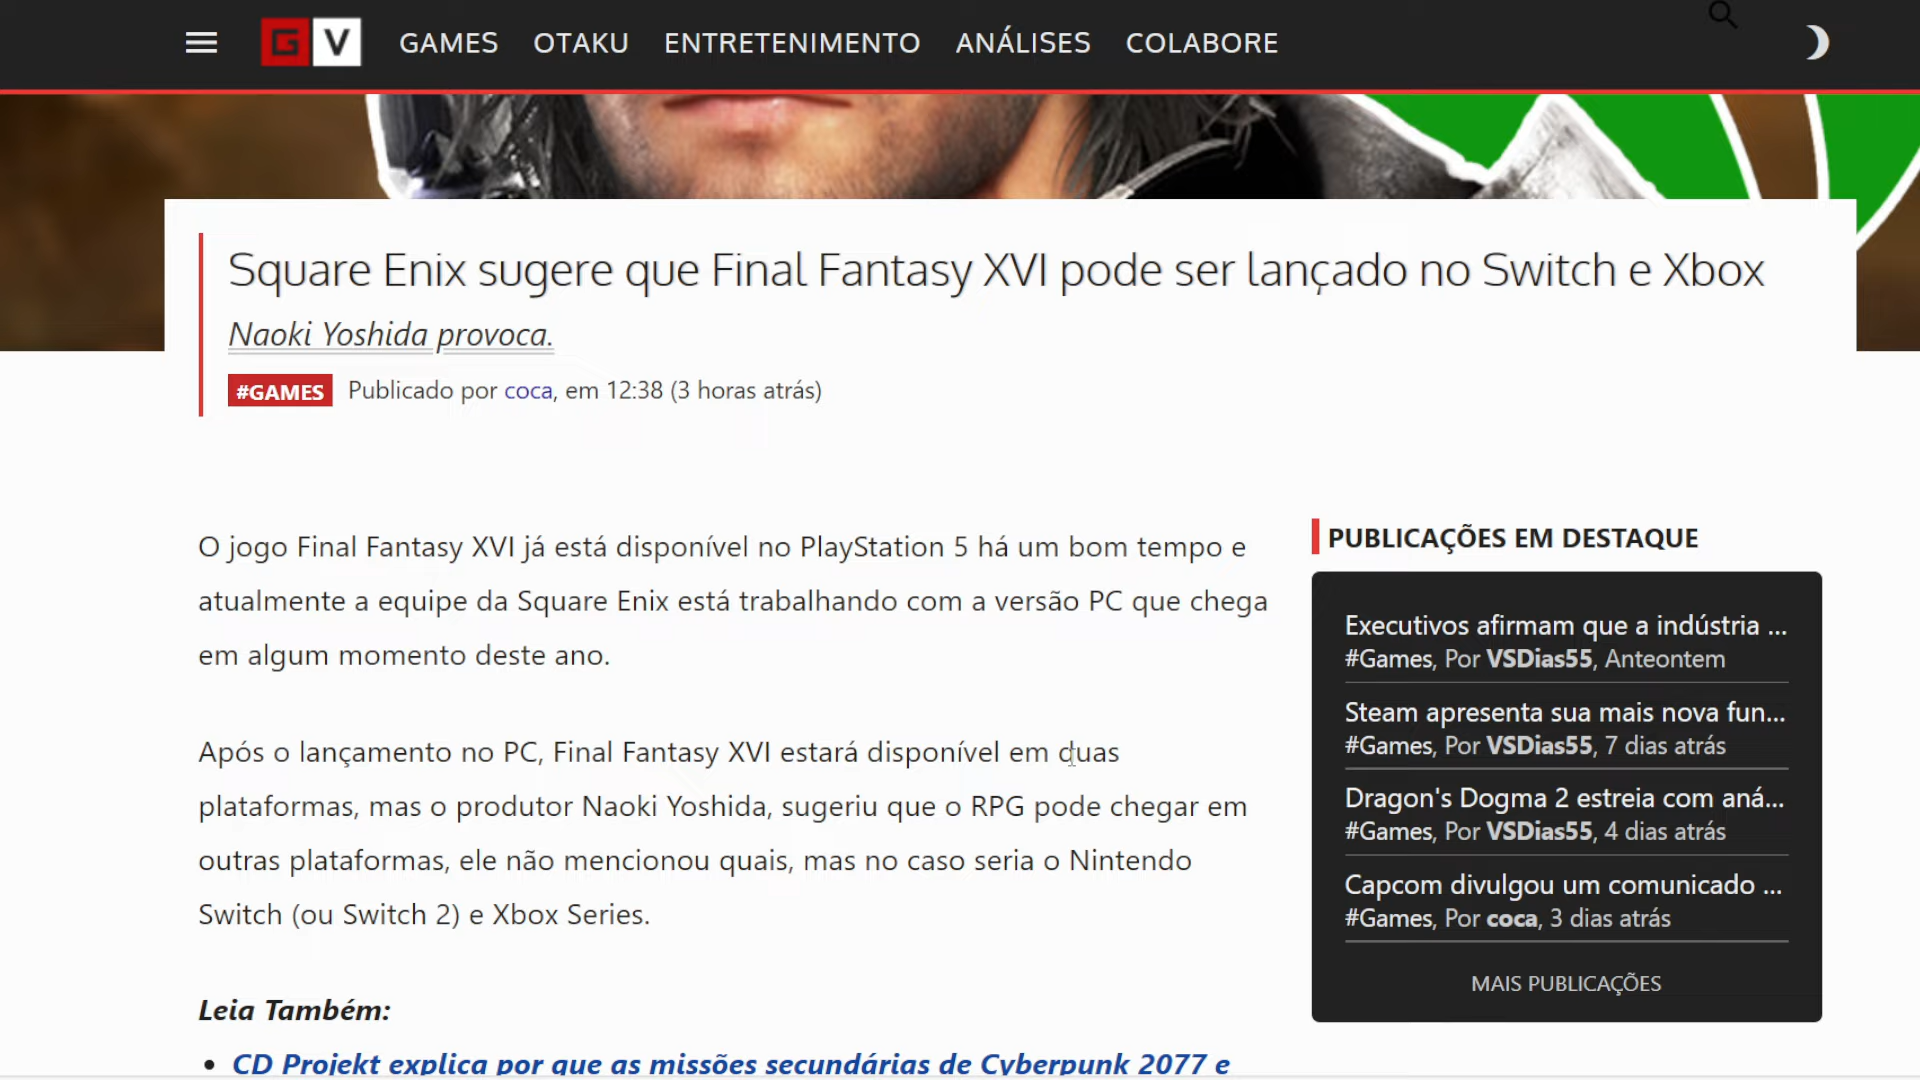 G V GAMES OTAKU ENTRETENIMENTO ANÁLISES COLABORE
Square Enix sugere que Final Fantasy XVI pode ser lançado no Switch e Xbox
Naoki Yoshida provoca.
#GAMES Publicado por coca, em 12:38 (3 horas atrás)
O jogo Final Fantasy XVI já está disponível no PlayStation 5 há um bom tempo e
atualmente a equipe da Square Enix está trabalhando com a versão PC que chega
em algum momento deste ano.
Após o lançamento no PC, Final Fantasy XVI estará disponível em duas
plataformas, mas o produtor Naoki Yoshida, sugeriu que o RPG pode chegar em
outras plataformas, ele não mencionou quais, mas no caso seria o Nintendo
Switch (ou Switch 2) e Xbox Series.
Leia Também:
• CD Projekt explica por que as missões secundárias de Cyberpunk 2077 e
PUBLICAÇÕES EM DESTAQUE
Executivos afirmam que a indústria ...
#Games, Por VSDias55, Anteontem
Steam apresenta sua mais nova fun...
#Games, Por VSDias55, 7 dias atrás
Dragon's Dogma 2 estreia com aná...
#Games, Por VSDias55, 4 dias atrás
Capcom divulgou um comunicado ...
#Games, Por coca, 3 dias atrás
MAIS PUBLICAÇÕES